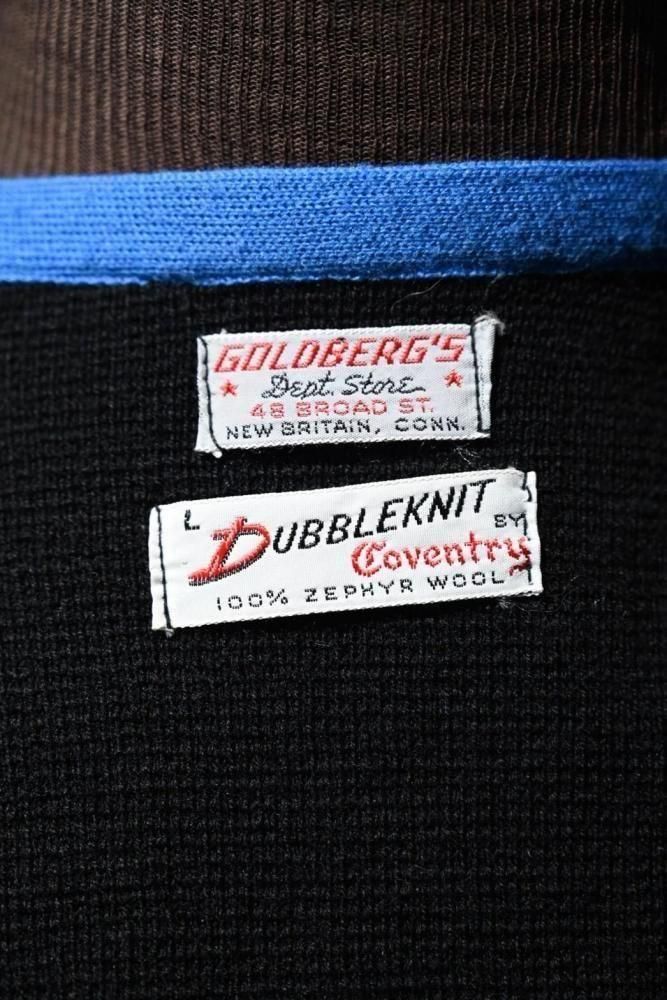 GOLDBERG'S
Dept. Store
48 BROAD ST.
NEW BRITAIN, CONN.
L
DUBBLEKNIT
BY
Coventry
100% ZEPHYR WOOL